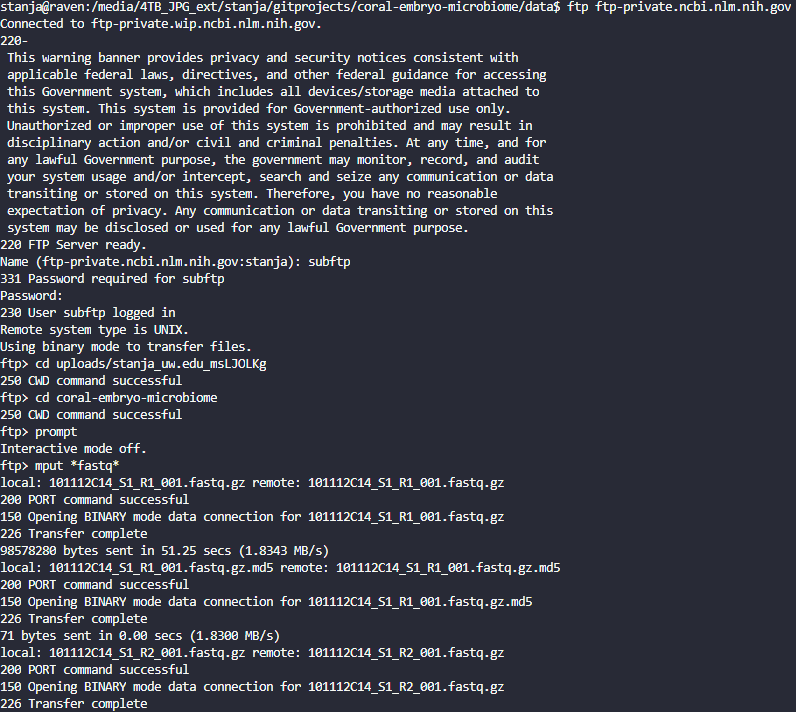 stanja@raven:/media/4TB_JPG_ext/stanja/gitprojects/coral-embryo-microbiome/data$ ftp ftp-private.ncbi.nlm.nih.gov
Connected to ftp-private.wip.ncbi.nlm.nih.gov.
220-
 This warning banner provides privacy and security notices consistent with
 applicable federal laws, directives, and other federal guidance for accessing
 this Government system, which includes all devices/storage media attached to
 this system. This system is provided for Government-authorized use only.
 Unauthorized or improper use of this system is prohibited and may result in
 disciplinary action and/or civil and criminal penalties. At any time, and for
 any lawful Government purpose, the government may monitor, record, and audit
 your system usage and/or intercept, search and seize any communication or data
 transiting or stored on this system. Therefore, you have no reasonable
 expectation of privacy. Any communication or data transiting or stored on this
 system may be disclosed or used for any lawful Government purpose.
220 FTP Server ready.
Name (ftp-private.ncbi.nlm.nih.gov:stanja): subftp
331 Password required for subftp
Password:
230 User subftp logged in
Remote system type is UNIX.
Using binary mode to transfer files.
ftp> cd uploads/stanja_uw.edu_msLJOLKg
250 CWD command successful
ftp> cd coral-embryo-microbiome
250 CWD command successful
ftp> prompt
Interactive mode off.
ftp> mput *fastq*
local: 101112C14_S1_R1_001.fastq.gz remote: 101112C14_S1_R1_001.fastq.gz
200 PORT command successful
150 Opening BINARY mode data connection for 101112C14_S1_R1_001.fastq.gz
226 Transfer complete
98578280 bytes sent in 51.25 secs (1.8343 MB/s)
local: 101112C14_S1_R1_001.fastq.gz.md5 remote: 101112C14_S1_R1_001.fastq.gz.md5
200 PORT command successful
150 Opening BINARY mode data connection for 101112C14_S1_R1_001.fastq.gz.md5
226 Transfer complete
71 bytes sent in 0.00 secs (1.8300 MB/s)
local: 101112C14_S1_R2_001.fastq.gz remote: 101112C14_S1_R2_001.fastq.gz
200 PORT command successful
150 Opening BINARY mode data connection for 101112C14_S1_R2_001.fastq.gz
226 Transfer complete